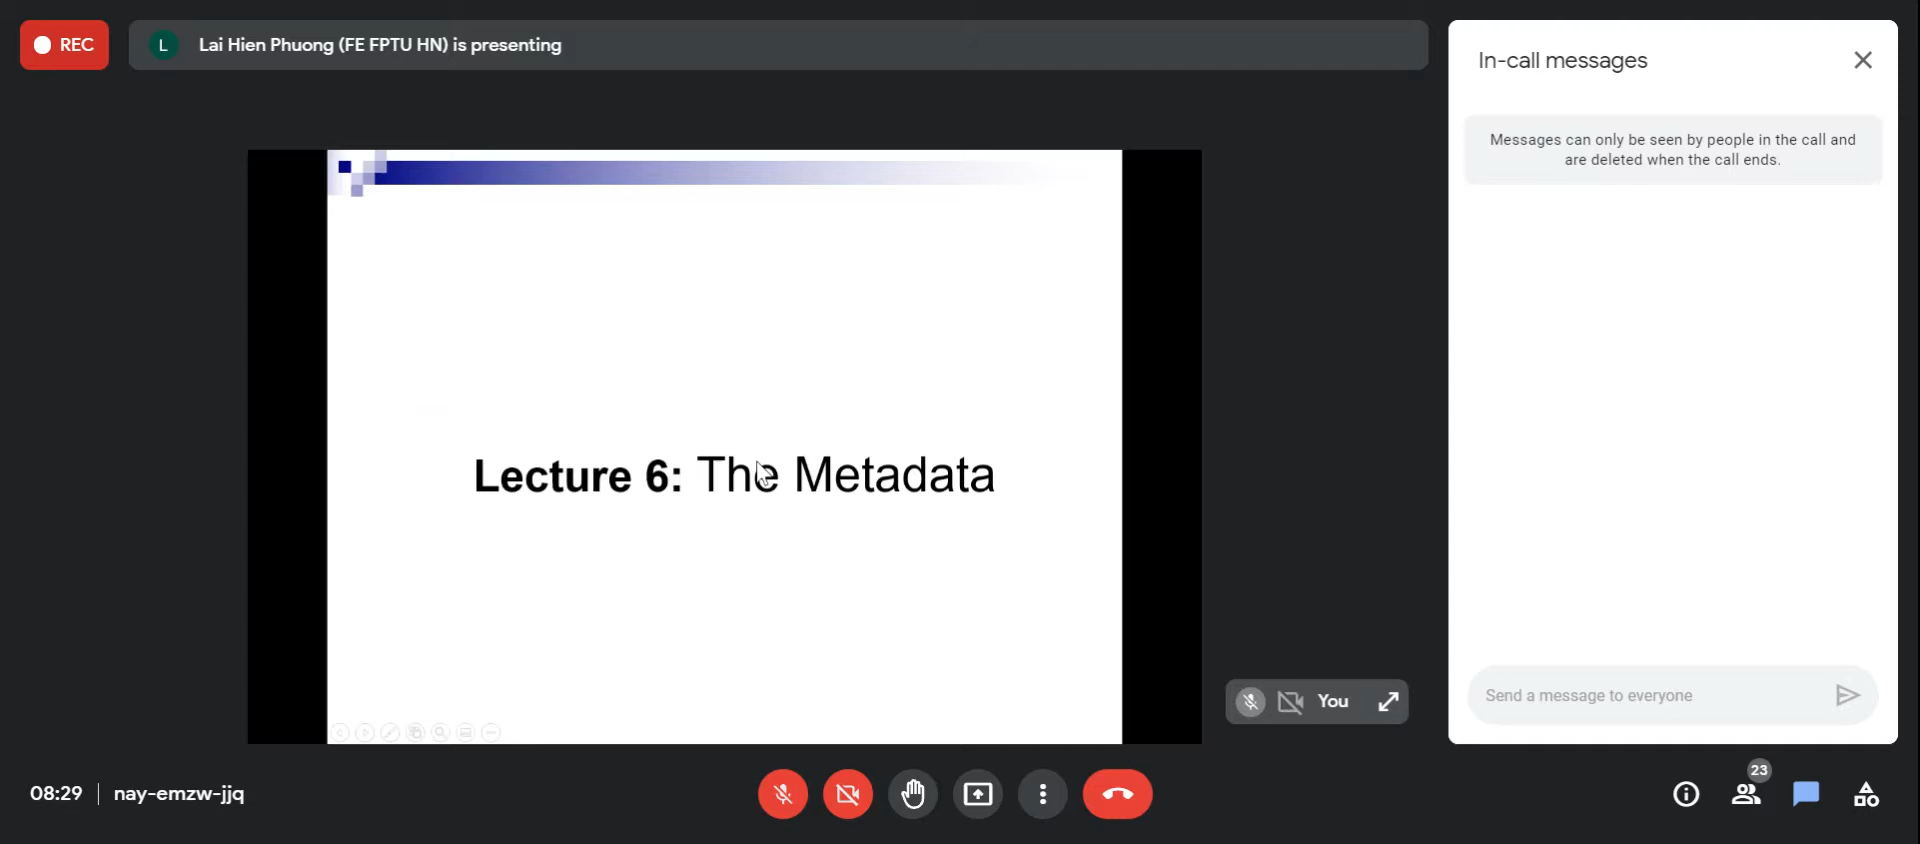 REC
L
Lai Hien Phuong (FE FPTU HN) is presenting
In-call messages
Messages can only be seen by people in the call and
are deleted when the call ends.
Lecture 6: The Metadata
You
Send a message to everyone
08:29
nay-emzw-jjq
23